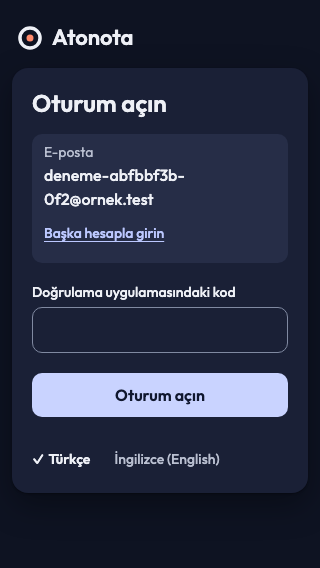 Atonota
Oturum açın
E-posta
deneme-abfbbf3b-
0f2@ornek.test
Başka hesapla girin
Doğrulama uygulamasındaki kod
Oturum açın
Türkçe
İngilizce (English)